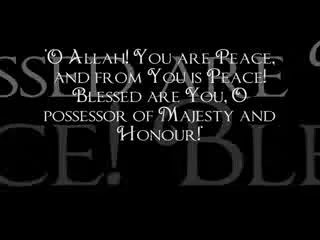 'O Allah! You are Peace,
and from You is Peace!
Blessed are You, O
possessor of Majesty and
Honour!'